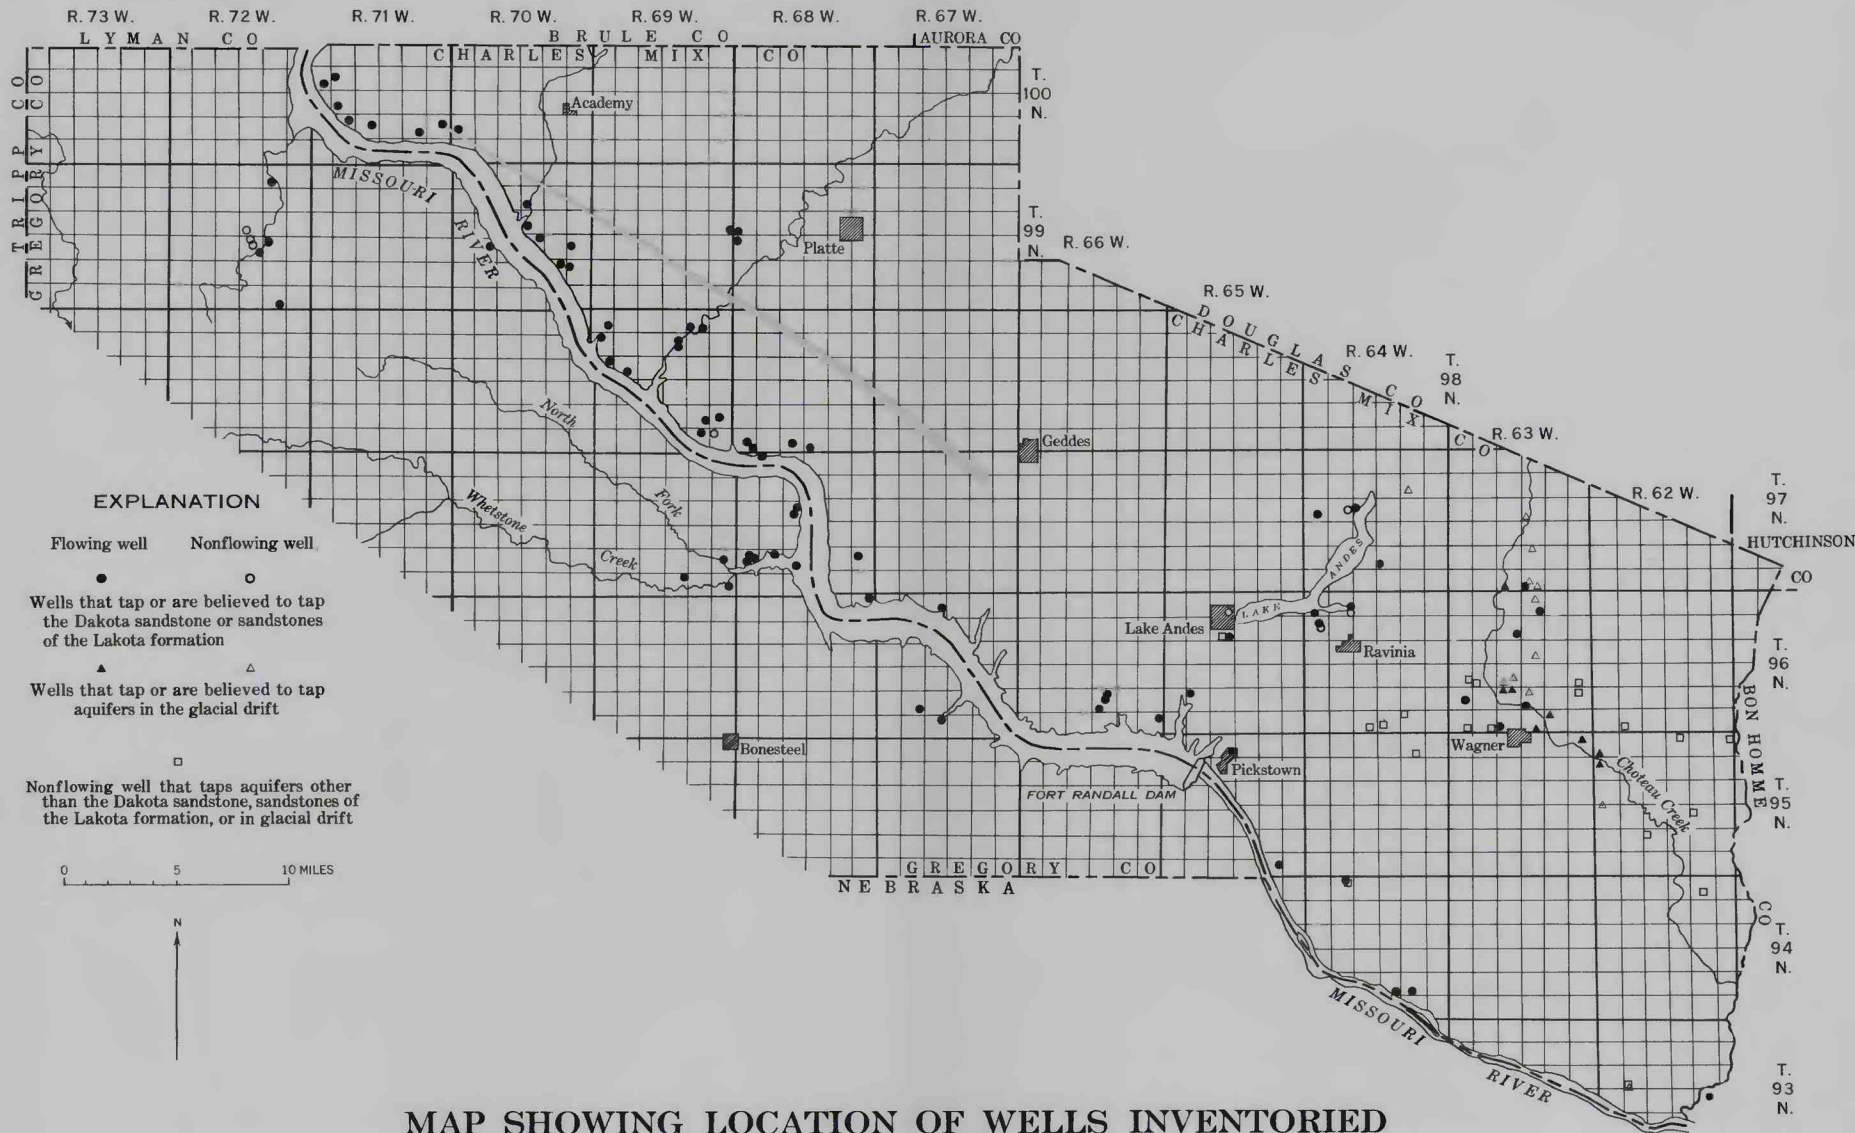 R. 73 W. R. 72 W. R. 71 W. R. 70 W. R. 69 W. R. 68 W. R. 67 W.
LYMAN CO BRULE CO AURORA CO
CHARLES MIX CO
TRIPP CO
GREGORY CO
T.
100
N.
Academy
MISSOURI
RIVER
T.
99
N.
Platte
R. 66 W.
R. 65 W.
DOUGLAS CO
CHARLES MIX CO
R. 64 W.
T.
98
N.
North
Fork
Geddes
R. 63 W.
Whetstone
Creek
R. 62 W.
T.
97
N.
HUTCHINSON
CO
EXPLANATION
Flowing well Nonflowing well
Wells that tap or are believed to tap
the Dakota sandstone or sandstones
of the Lakota formation
Wells that tap or are believed to tap
aquifers in the glacial drift
Nonflowing well that taps aquifers other
than the Dakota sandstone, sandstones of
the Lakota formation, or in glacial drift
LAKE ANDES
Lake Andes
Ravinia
T.
96
N.
BON HOMME
CO
Bonesteel
Wagner
Pickstown
FORT RANDALL DAM
Choteau Creek
T.
95
N.
0 5 10 MILES
GREGORY CO
NEBRASKA
N
T.
94
N.
MISSOURI
RIVER
T.
93
N.
MAP SHOWING LOCATION OF WELLS INVENTORIED